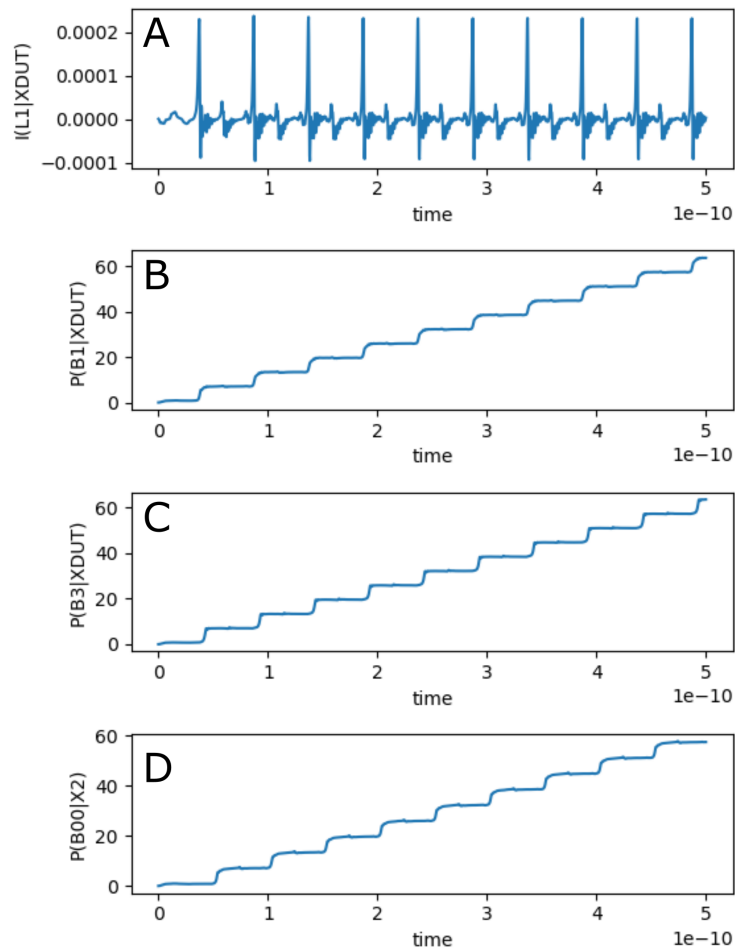 A
I(L1|XDUT)
0.0002
0.0001
0.0000
−0.0001
0 1 2 3 4 5
time
1e−10
B
P(B1|XDUT)
60
40
20
0
0 1 2 3 4 5
time
1e−10
C
P(B3|XDUT)
60
40
20
0
0 1 2 3 4 5
time
1e−10
D
P(B00|X2)
60
40
20
0
0 1 2 3 4 5
time
1e−10